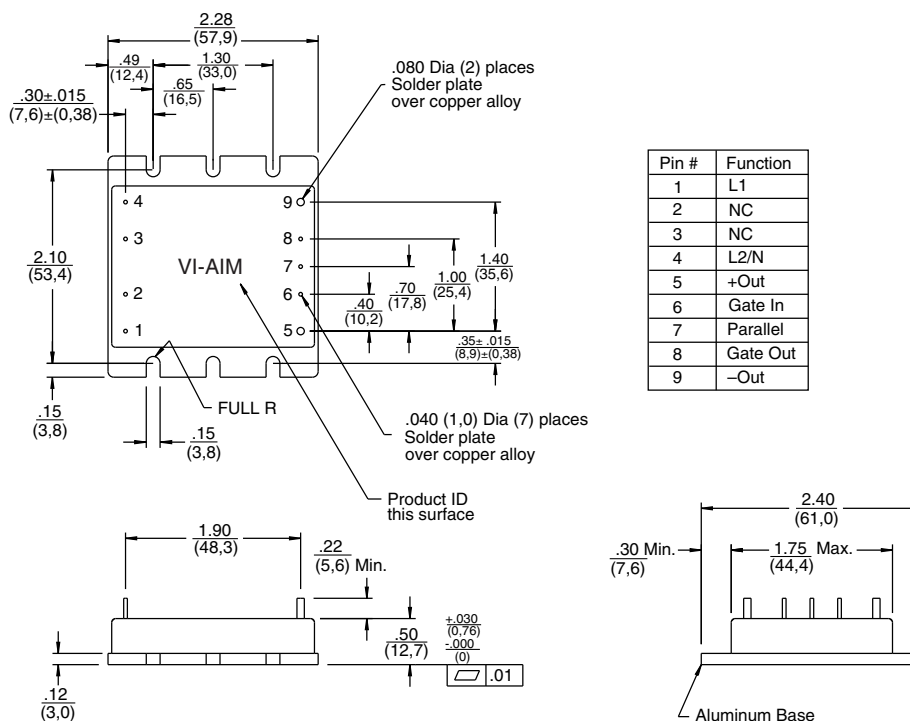 2.28
(57,9)
.49
(12,4)
1.30
(33,0)
.65
(16,5)
.30±.015
(7,6)±(0,38)
.080 Dia (2) places
Solder plate
over copper alloy
4
3
2
1
9
8
7
6
5
VI-AIM
2.10
(53,4)
.40
(10,2)
.70
(17,8)
1.00
(25,4)
1.40
(35,6)
.35± .015
(8,9)±(0,38)
.15
(3,8)
.15
(3,8)
FULL R
.040 (1,0) Dia (7) places
Solder plate
over copper alloy
Product ID
this surface
Pin # Function
1 L1
2 NC
3 NC
4 L2/N
5 +Out
6 Gate In
7 Parallel
8 Gate Out
9 –Out
1.90
(48,3)
.22
(5,6) Min.
.50
(12,7)
+.030
(0,76)
-.000
(0)
.01
.12
(3,0)
2.40
(61,0)
.30 Min.
(7,6)
1.75 Max.
(44,4)
Aluminum Base